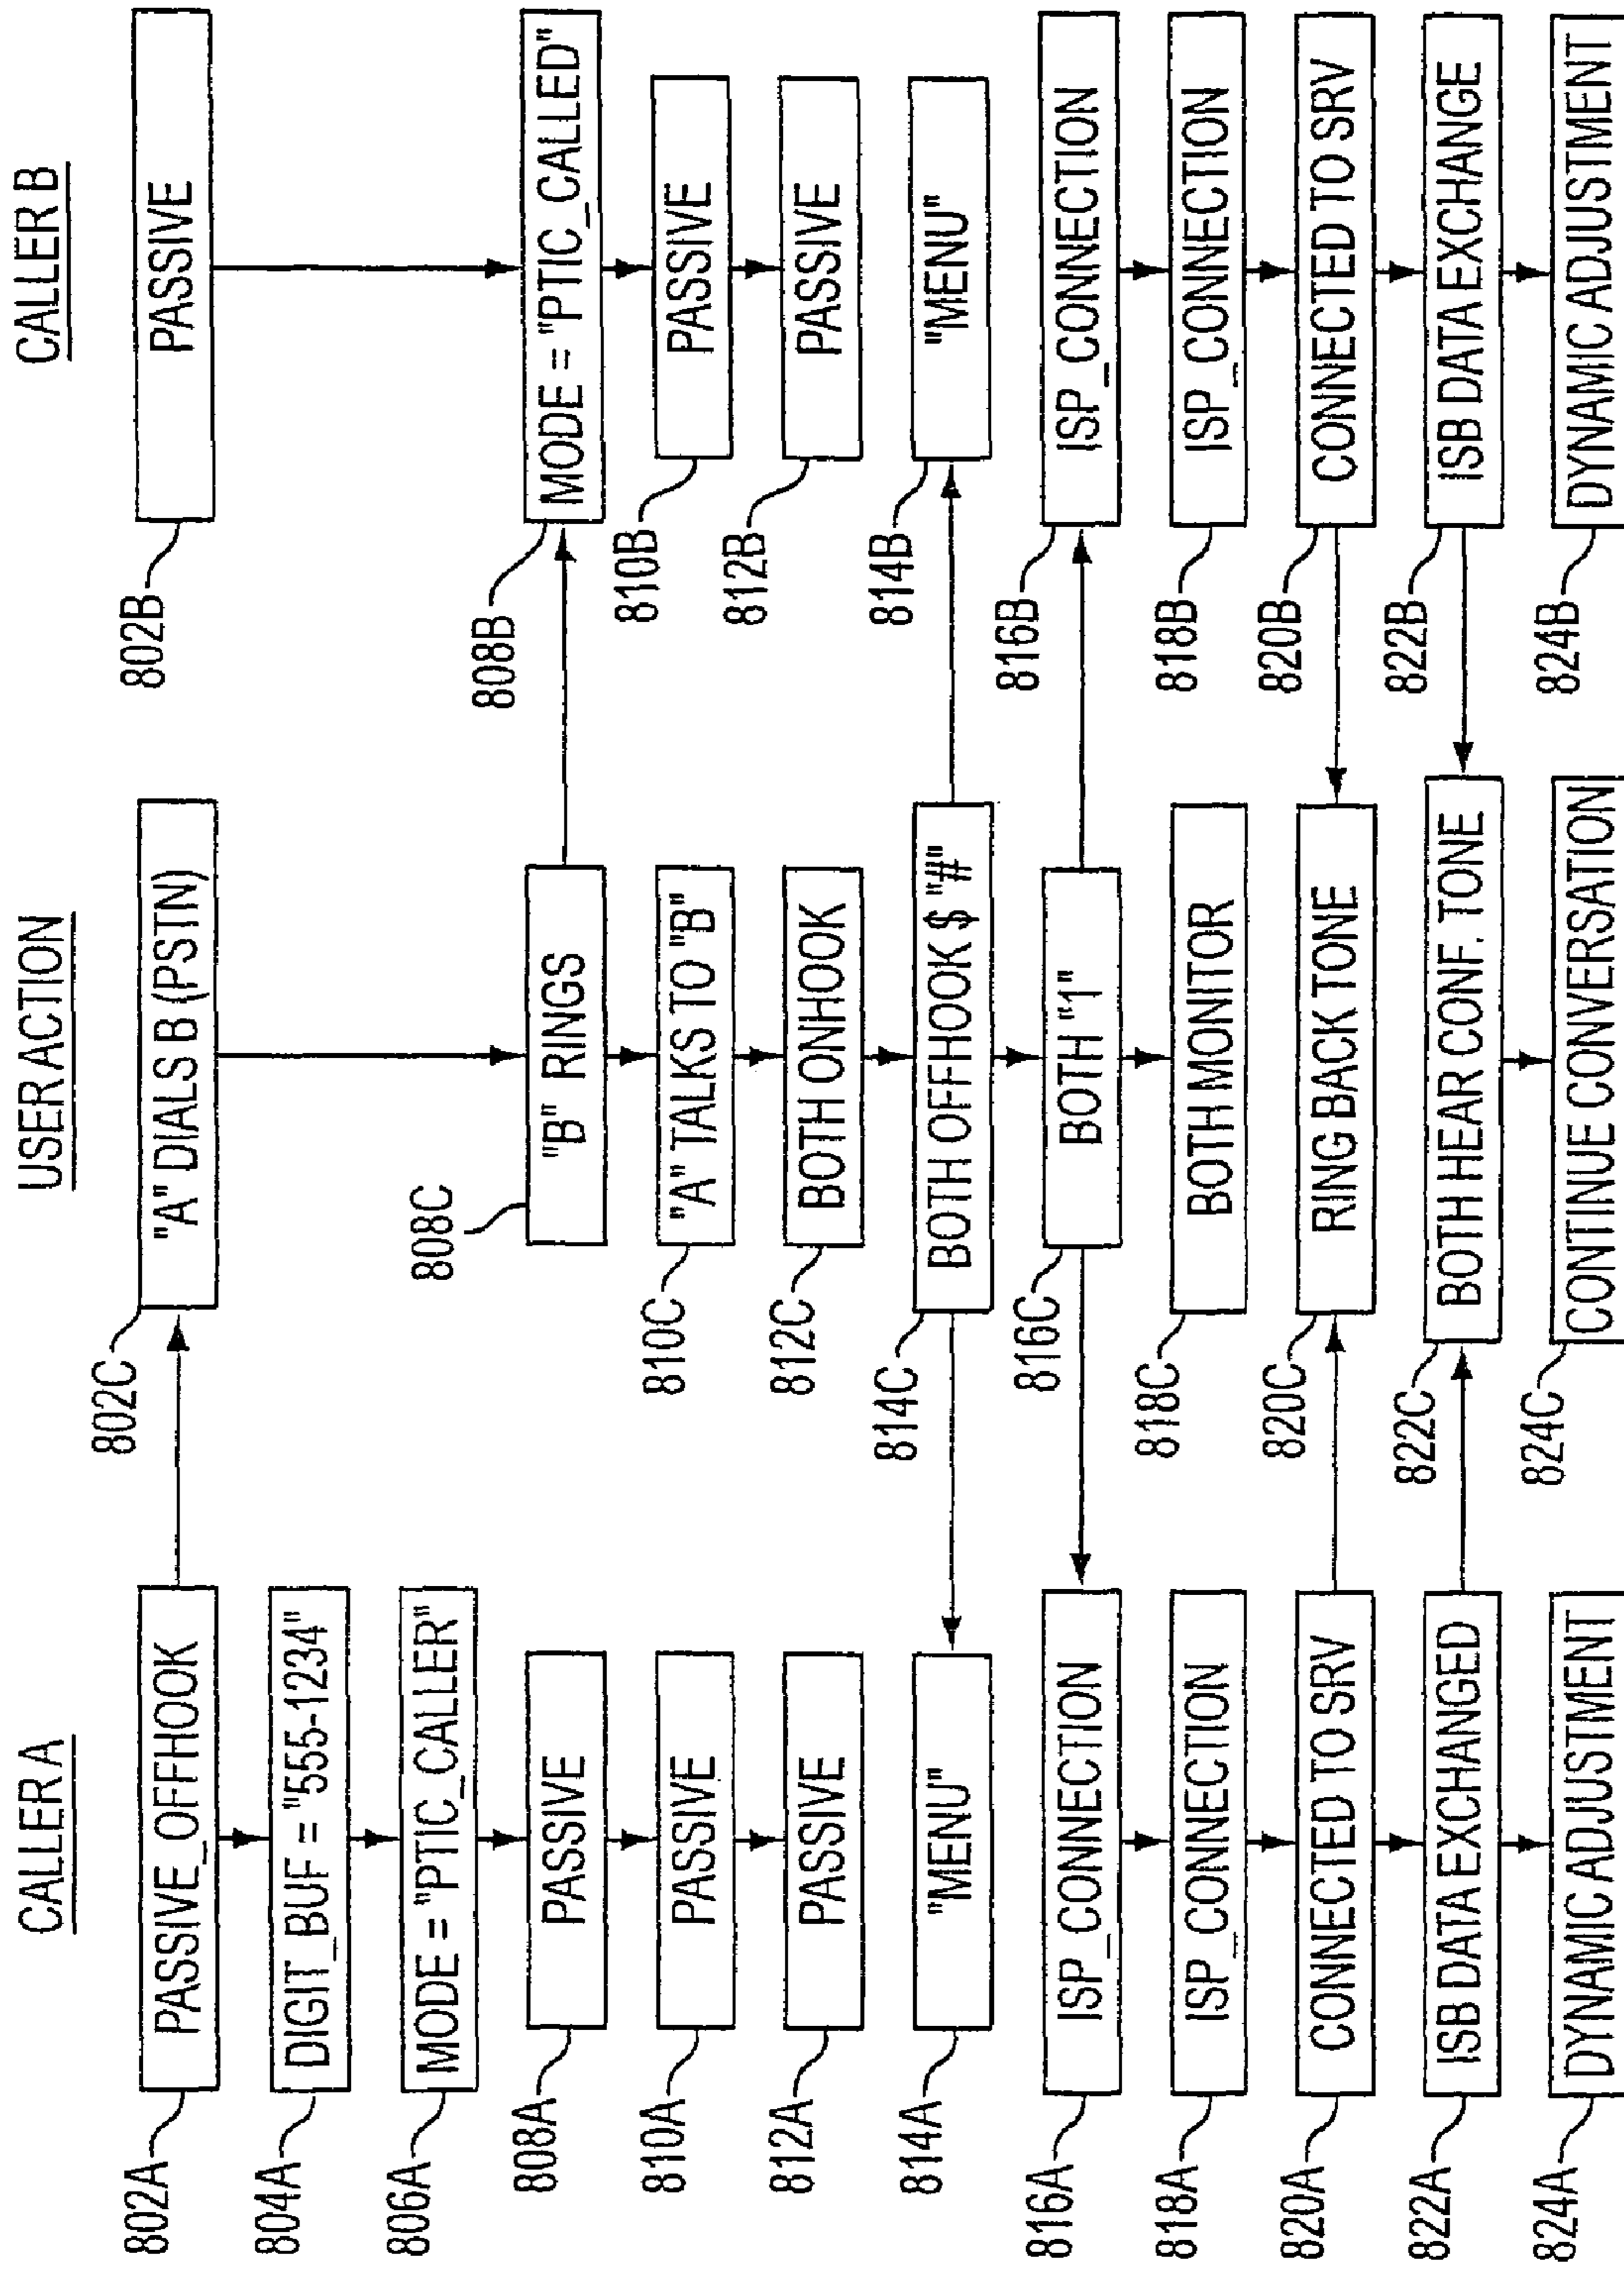 CALLER A
USER ACTION
CALLER B
802A
PASSIVE_OFFHOOK
802C
"A" DIALS B (PSTN)
802B
PASSIVE
804A
DIGIT_BUF = "555-1234"
806A
MODE = "PTIC_CALLER"
808A
PASSIVE
808C
"B" RINGS
808B
MODE = "PTIC_CALLED"
810A
PASSIVE
810C
"A" TALKS TO "B"
810B
PASSIVE
812A
PASSIVE
812C
BOTH ONHOOK
812B
PASSIVE
814A
"MENU"
814C
BOTH OFFHOOK $ "#"
814B
"MENU"
816A
ISP_CONNECTION
816C
BOTH "1"
816B
ISP_CONNECTION
818A
ISP_CONNECTION
818C
BOTH MONITOR
818B
ISP_CONNECTION
820A
CONNECTED TO SRV
820C
RING BACK TONE
820B
CONNECTED TO SRV
822A
ISB DATA EXCHANGED
822C
BOTH HEAR CONF. TONE
822B
ISB DATA EXCHANGE
824A
DYNAMIC ADJUSTMENT
824C
CONTINUE CONVERSATION
824B
DYNAMIC ADJUSTMENT